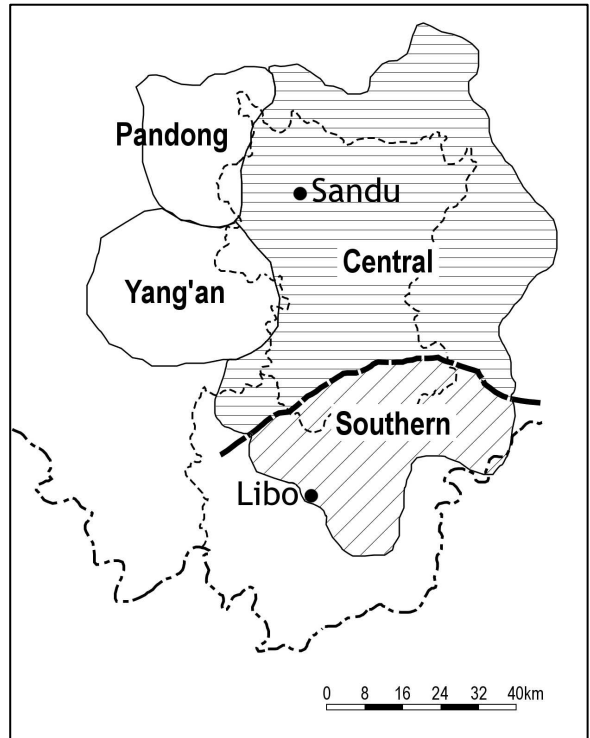 Pandong
Sandu
Central
Yang'an
Southern
Libo
0 8 16 24 32 40km